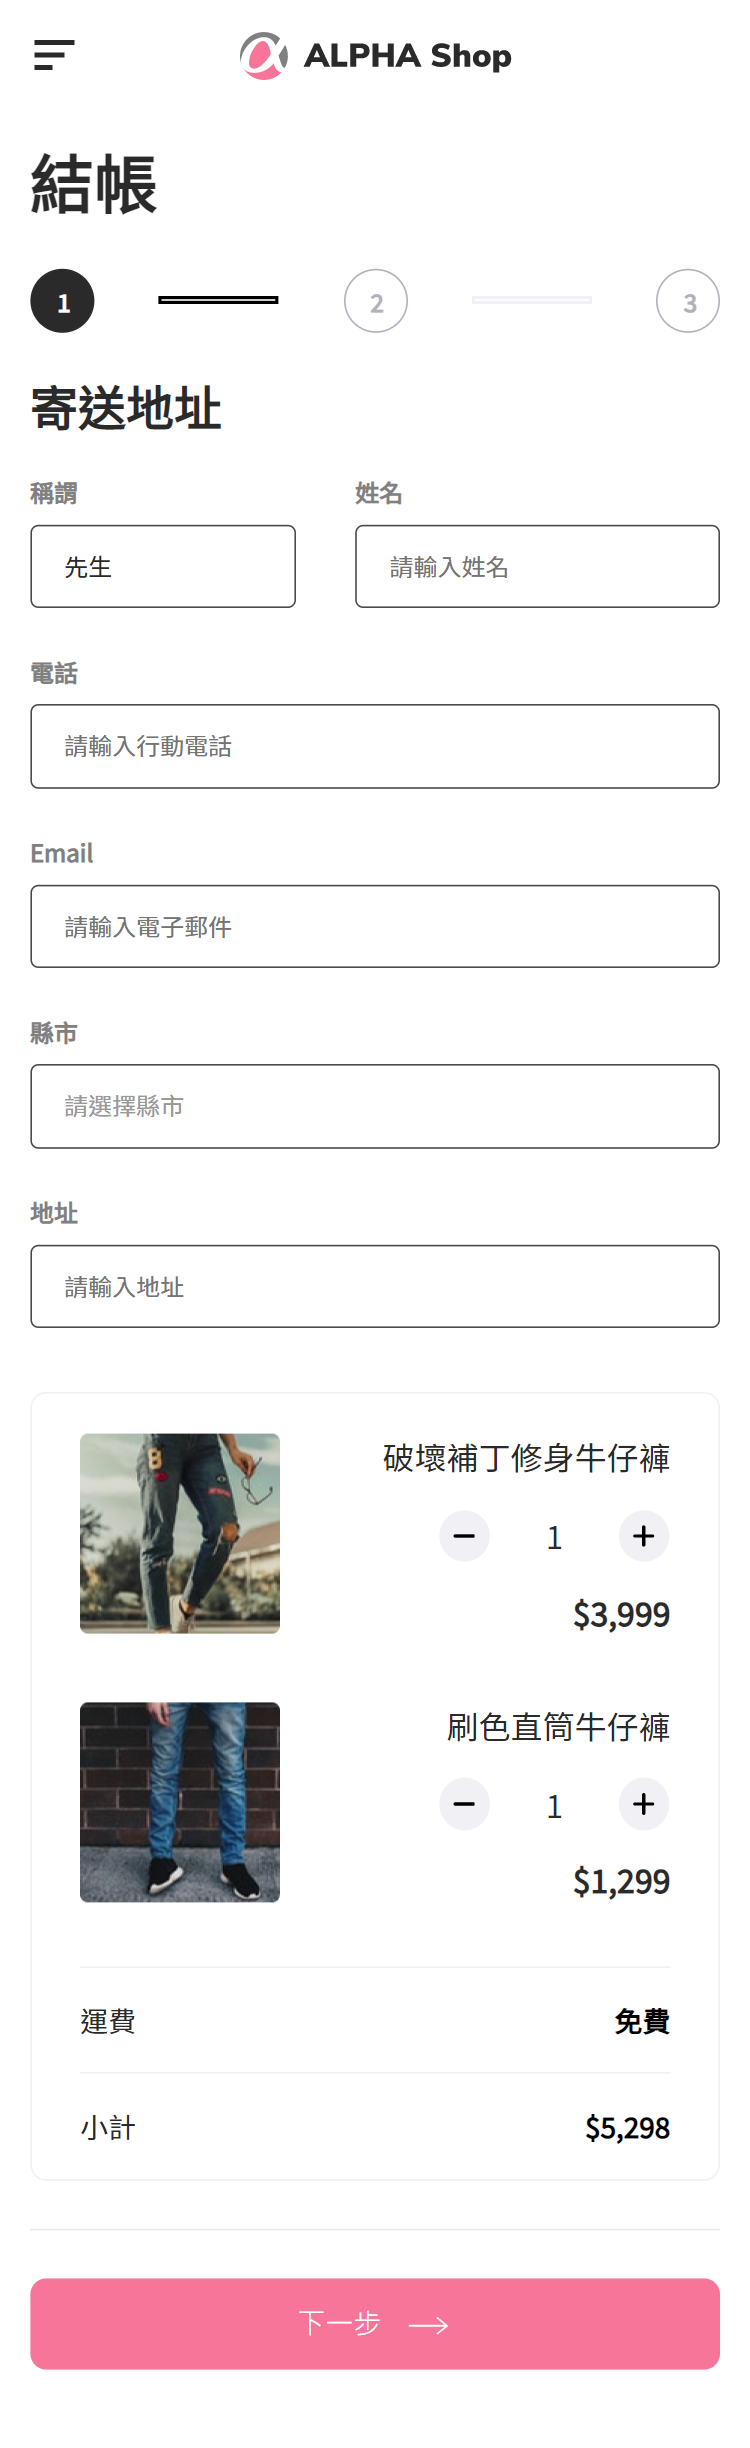 ALPHA Shop
結帳
1 2 3
寄送地址
稱謂 姓名
先生 請輸入姓名
電話
請輸入行動電話
Email
請輸入電子郵件
縣市
請選擇縣市
地址
請輸入地址
破壞補丁修身牛仔褲
1
$3,999
刷色直筒牛仔褲
1
$1,299
運費 免費
小計 $5,298
下一步